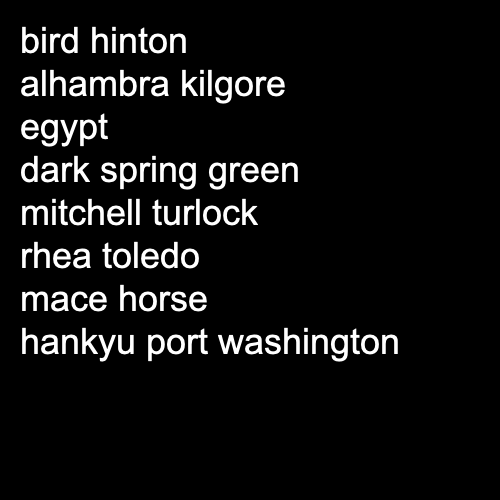 bird hinton
alhambra kilgore
egypt
dark spring green
mitchell turlock
rhea toledo
mace horse
hankyu port washington